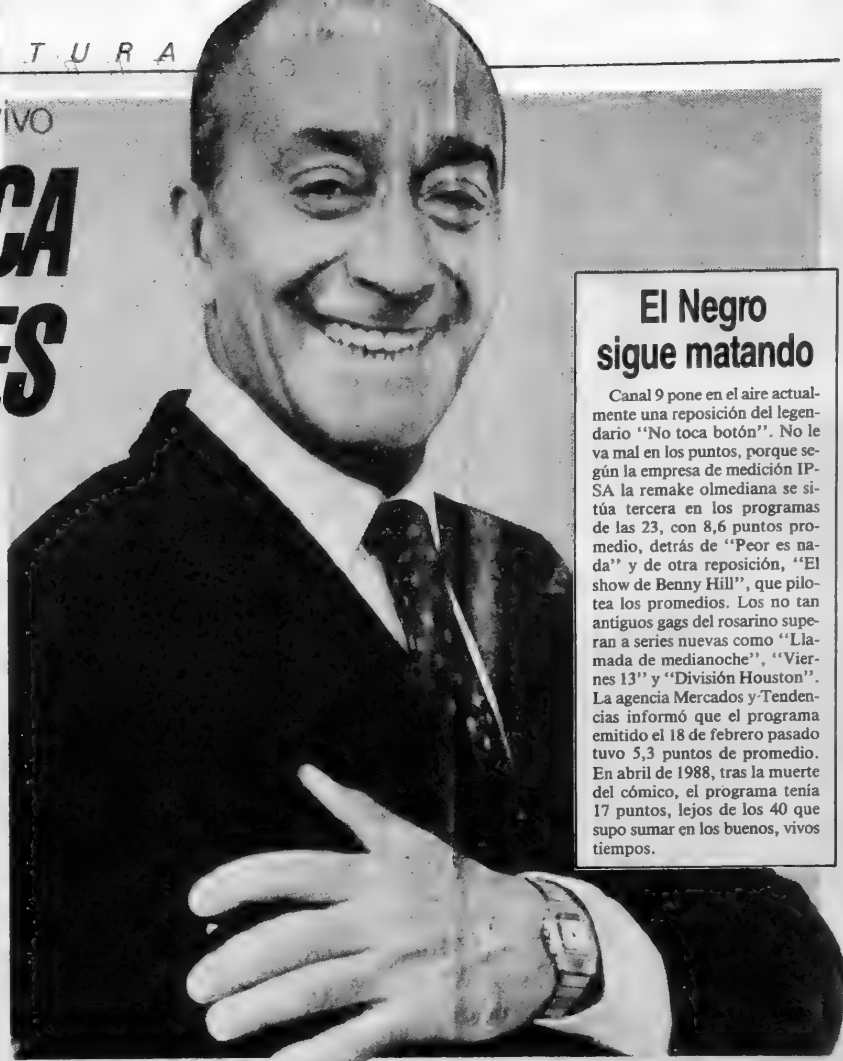 T U R A
IVO
CA
ES
El Negro
sigue matando
Canal 9 pone en el aire actual-
mente una reposición del legen-
dario "No toca botón". No le
va mal en los puntos, porque se-
gún la empresa de medición IP-
SA la remake olmediana se si-
túa tercera en los programas
de las 23, con 8,6 puntos pro-
medio, detrás de "Peor es na-
da" y de otra reposición, "El
show de Benny Hill", que pilo-
tea los promedios. Los no tan
antiguos gags del rosarino supe-
ran a series nuevas como "Lla-
mada de medianoche", "Vier-
nes 13" y "División Houston".
La agencia Mercados y Tenden-
cias informó que el programa
emitido el 18 de febrero pasado
tuvo 5,3 puntos de promedio.
En abril de 1988, tras la muerte
del cómico, el programa tenía
17 puntos, lejos de los 40 que
supo sumar en los buenos, vivos
tiempos.